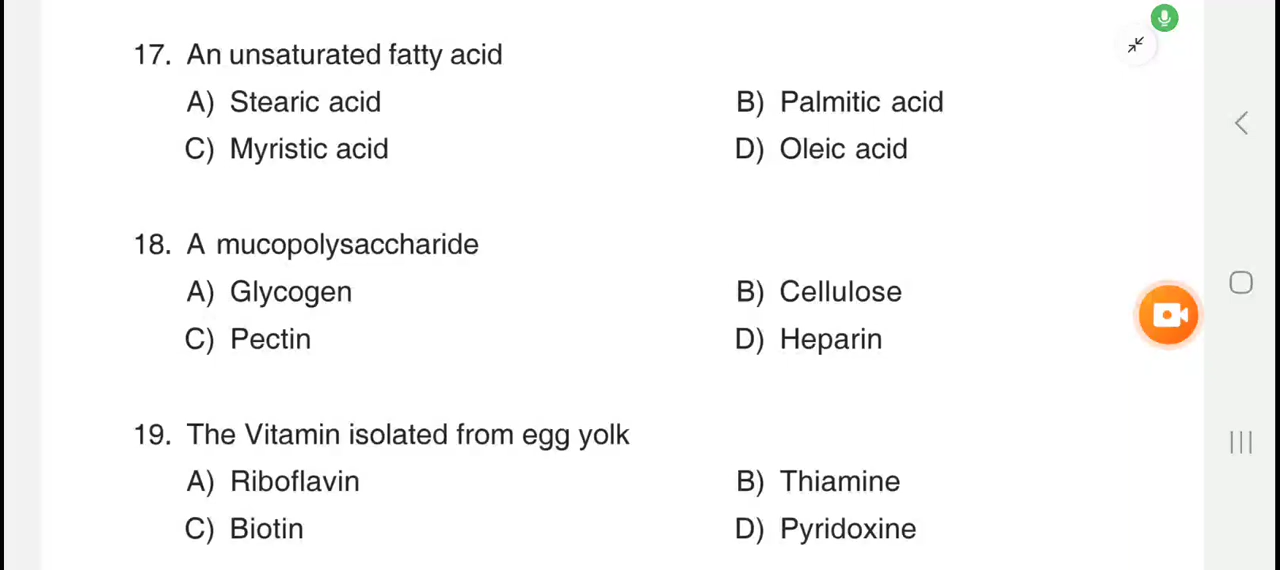 17. An unsaturated fatty acid
A) Stearic acid B) Palmitic acid
C) Myristic acid D) Oleic acid
18. A mucopolysaccharide
A) Glycogen B) Cellulose
C) Pectin D) Heparin
19. The Vitamin isolated from egg yolk
A) Riboflavin B) Thiamine
C) Biotin D) Pyridoxine